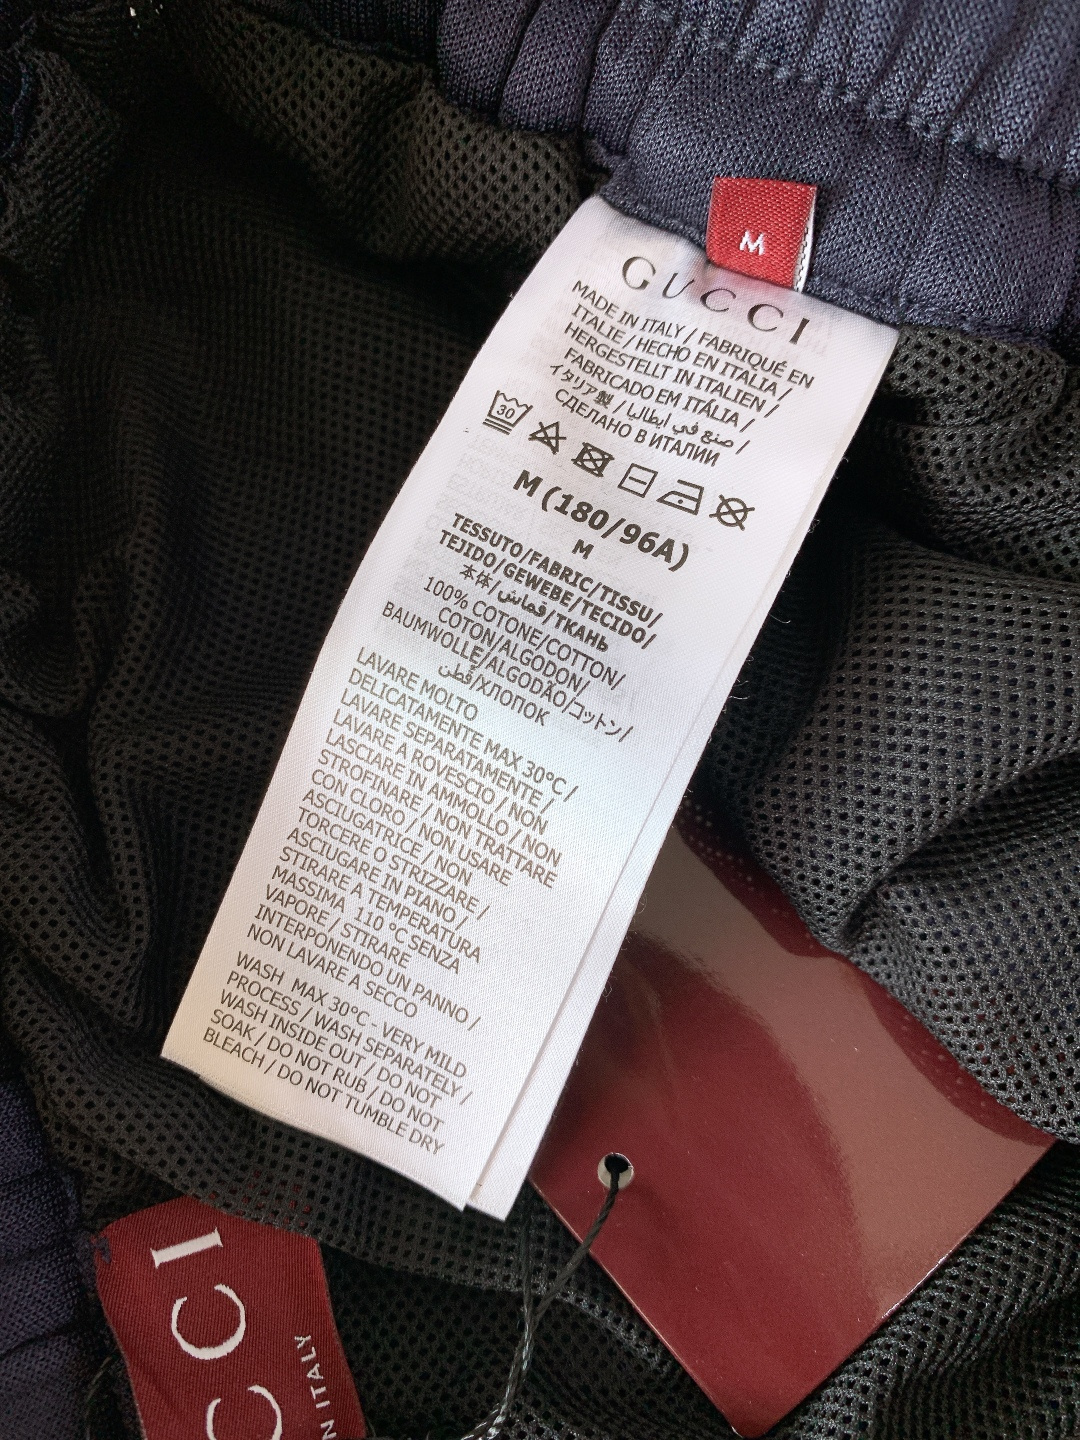 M
GUCCI
MADE IN ITALY / FABRIQUÉ EN
ITALIE / HECHO EN ITALIA /
HERGESTELLT IN ITALIEN /
FABRICADO EM ITÁLIA /
イタリア製 / صنع في ايطاليا /
СДЕЛАНО В ИТАЛИИ
30
M (180/96A)
M
TESSUTO/FABRIC/TISSU/
TEJIDO/GEWEBE/TECIDO/
本体/قماش/ТКАНЬ
100% COTONE/COTTON/
COTON/ALGODON/
BAUMWOLLE/ALGODÃO/コットン/
قطن/ХЛОПОК
LAVARE MOLTO
DELICATAMENTE MAX 30°C /
LAVARE SEPARATAMENTE /
LAVARE A ROVESCIO / NON
LASCIARE IN AMMOLLO / NON
STROFINARE / NON TRATTARE
CON CLORO / NON USARE
ASCIUGATRICE / NON
TORCERE O STRIZZARE /
ASCIUGARE IN PIANO /
STIRARE A TEMPERATURA
MASSIMA 110 °C SENZA
VAPORE / STIRARE
INTERPONENDO UN PANNO /
NON LAVARE A SECCO
WASH MAX 30°C - VERY MILD
PROCESS / WASH SEPARATELY /
WASH INSIDE OUT / DO NOT
SOAK / DO NOT RUB / DO NOT
BLEACH / DO NOT TUMBLE DRY
CCI
N ITALY